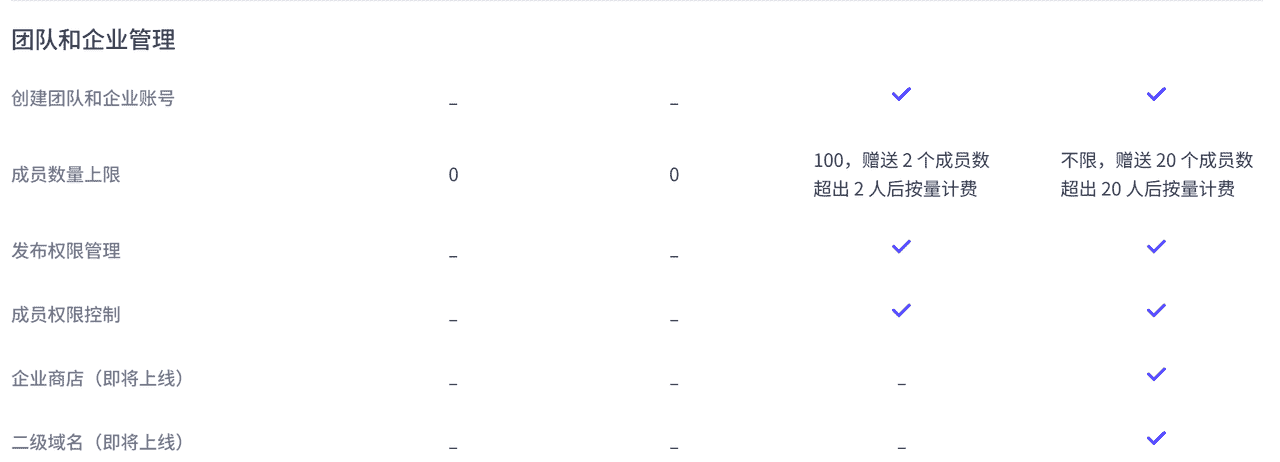 团队和企业管理
创建团队和企业账号 – –
成员数量上限 0 0 100，赠送 2 个成员数 不限，赠送 20 个成员数
超出 2 人后按量计费 超出 20 人后按量计费
发布权限管理 – –
成员权限控制 – –
企业商店（即将上线） – – –
二级域名（即将上线） – – –